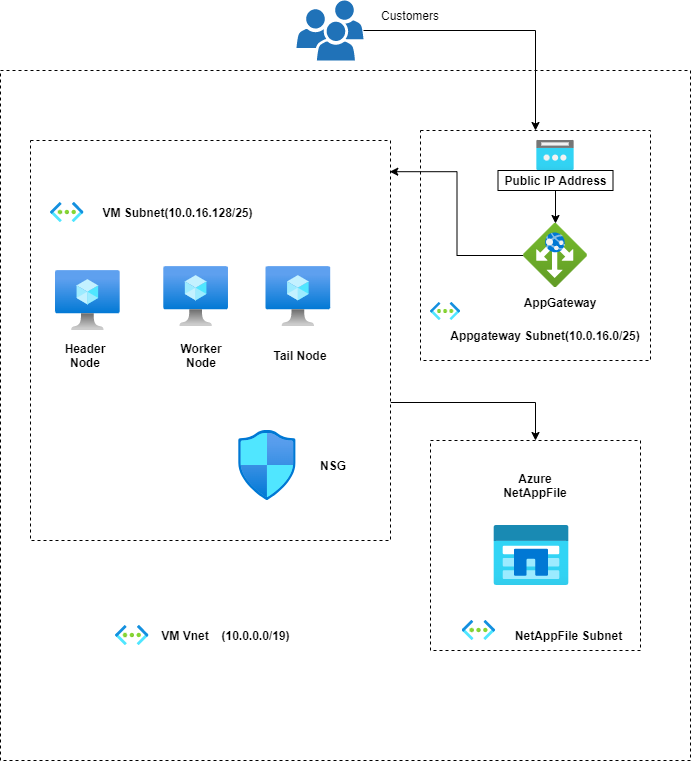 Customers
Public IP Address
VM Subnet(10.0.16.128/25)
AppGateway
Appgateway Subnet(10.0.16.0/25)
Header
Node
Worker
Node
Tail Node
NSG
Azure
NetAppFile
VM Vnet (10.0.0.0/19)
NetAppFile Subnet